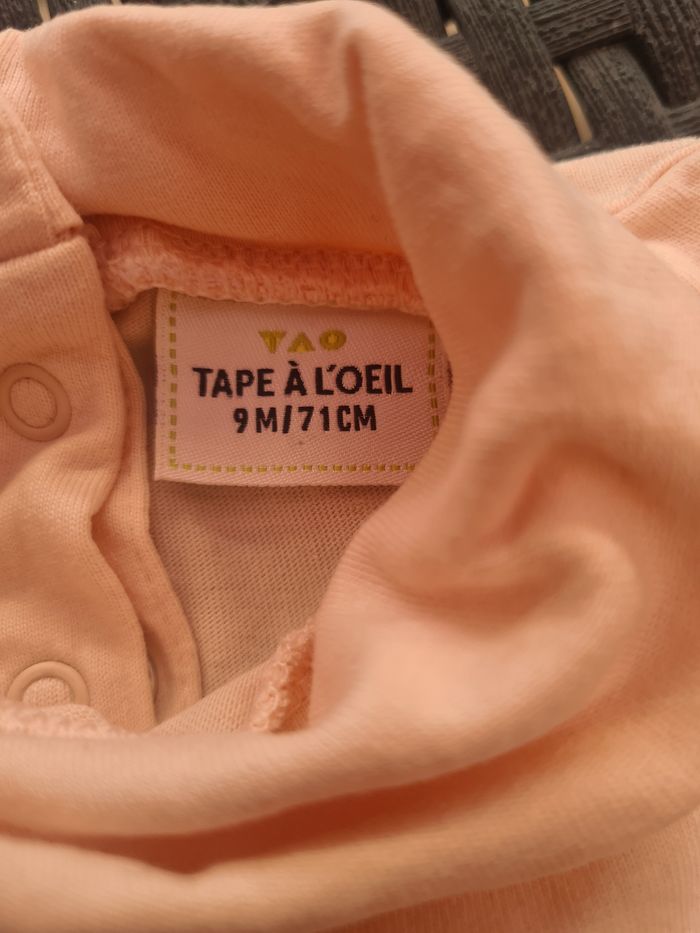 TAO
TAPE À L'OEIL
9M/71CM